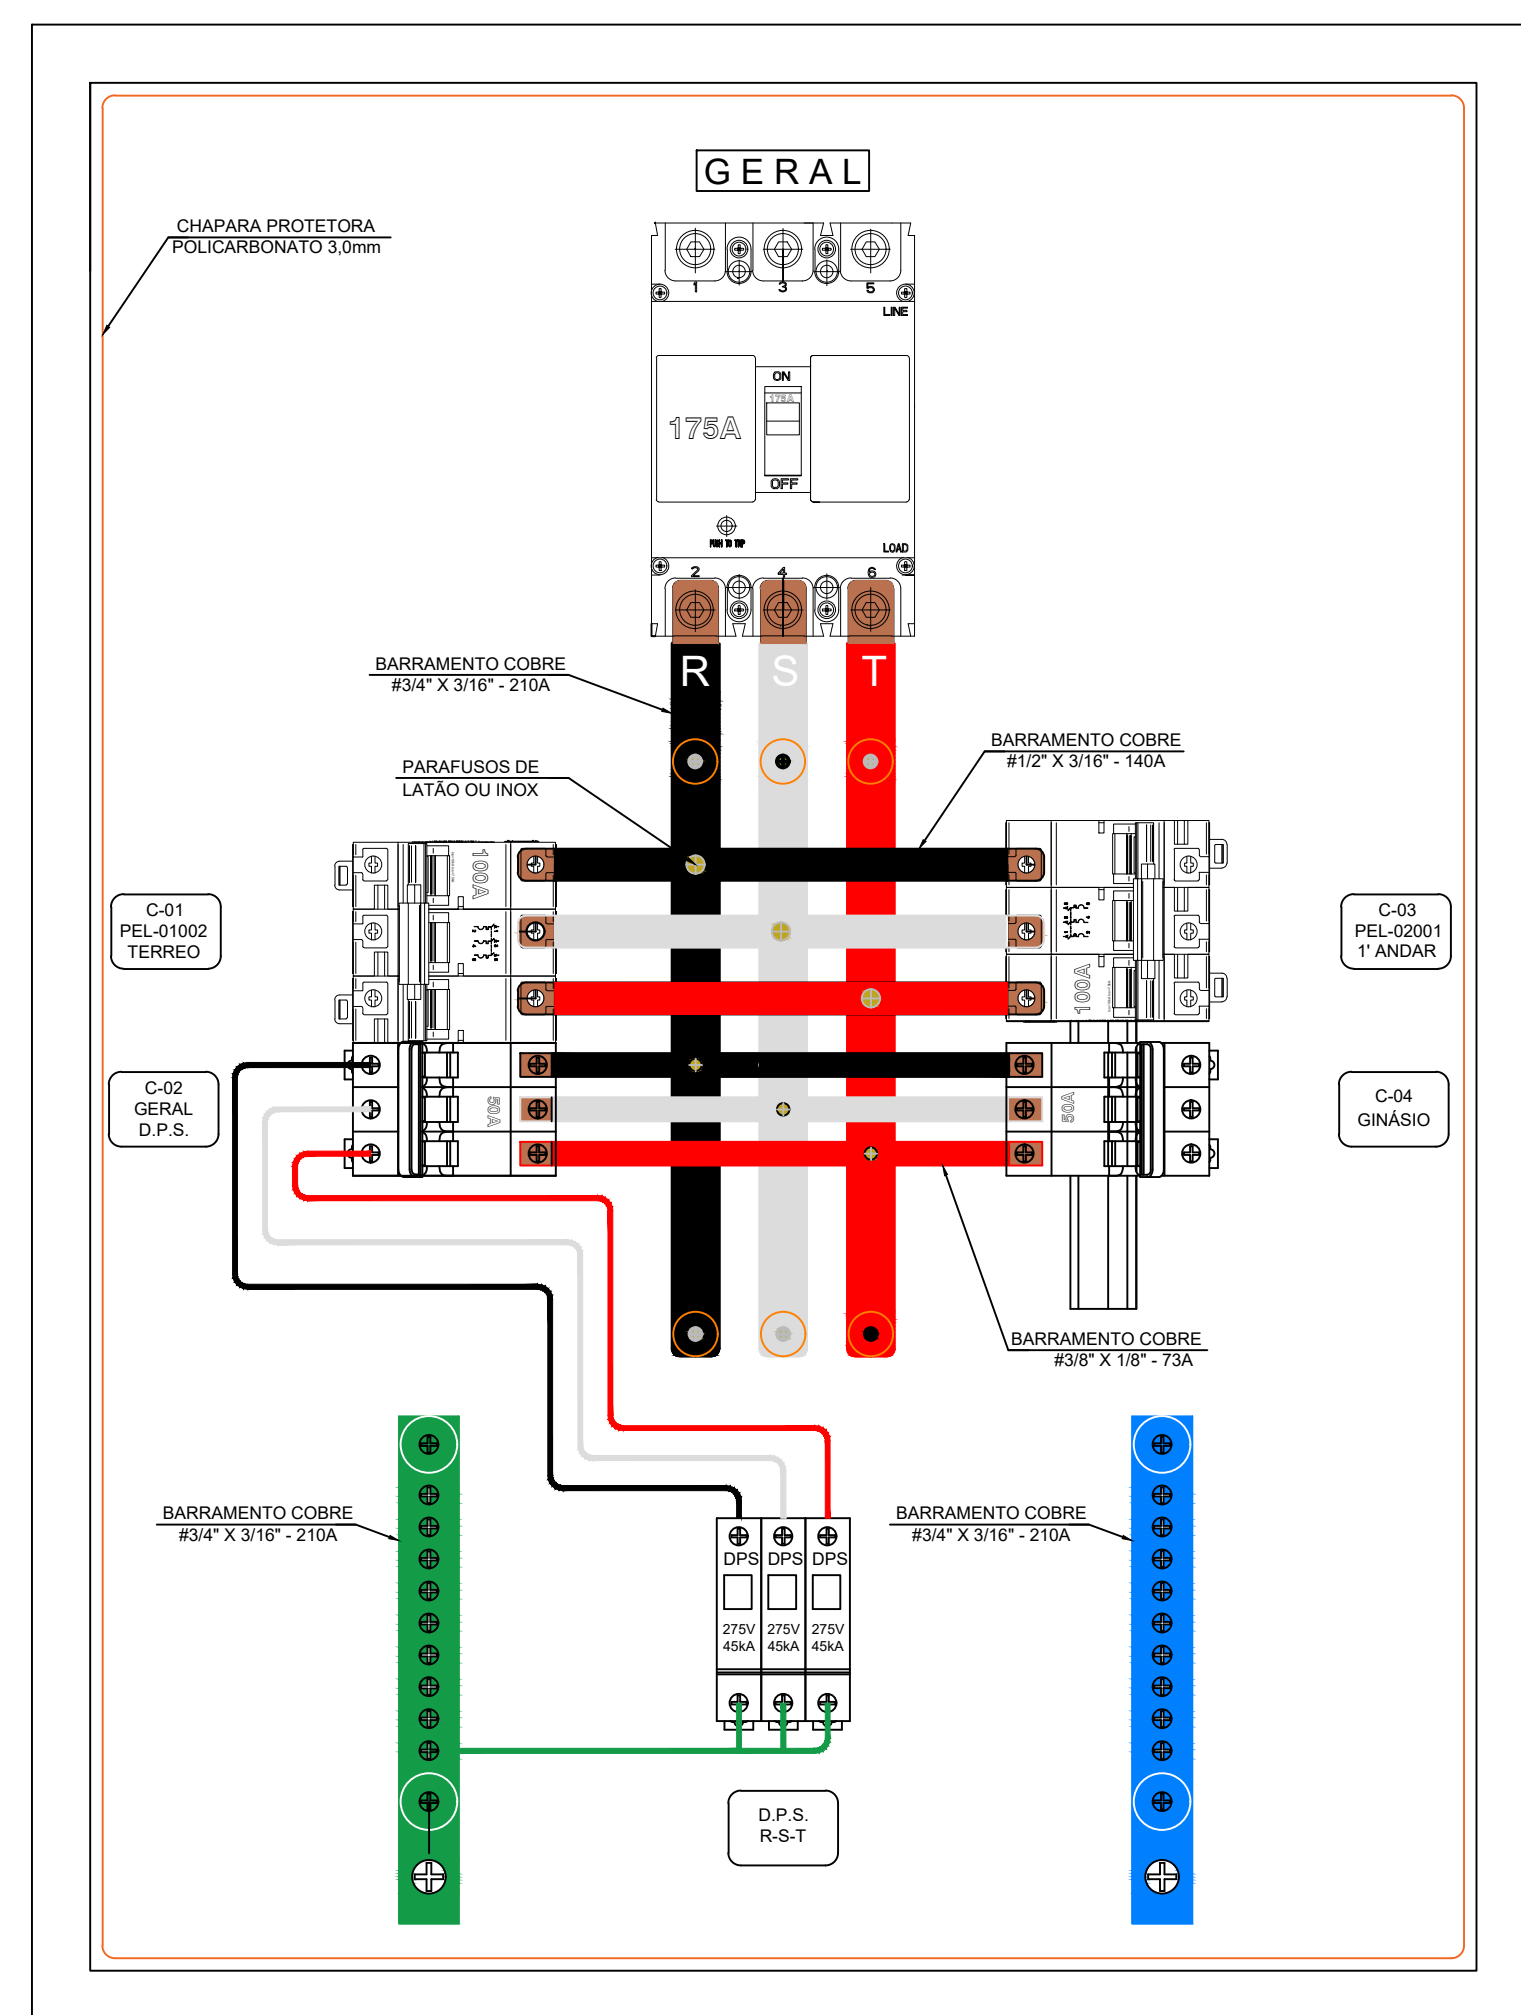 GERAL
CHAPARA PROTETORA
POLICARBONATO 3,0mm
1 3 5
LINE
ON
175A
175A
OFF
PUSH TO TRIP
LOAD
2 4 6
R S T
BARRAMENTO COBRE
#3/4" X 3/16" - 210A
BARRAMENTO COBRE
#1/2" X 3/16" - 140A
PARAFUSOS DE
LATÃO OU INOX
100A
C-01
PEL-01002
TERREO
C-03
PEL-02001
1' ANDAR
100A
C-02
GERAL
D.P.S.
50A
50A
C-04
GINÁSIO
BARRAMENTO COBRE
#3/8" X 1/8" - 73A
BARRAMENTO COBRE
#3/4" X 3/16" - 210A
BARRAMENTO COBRE
#3/4" X 3/16" - 210A
DPS DPS DPS
275V 275V 275V
45kA 45kA 45kA
D.P.S.
R-S-T